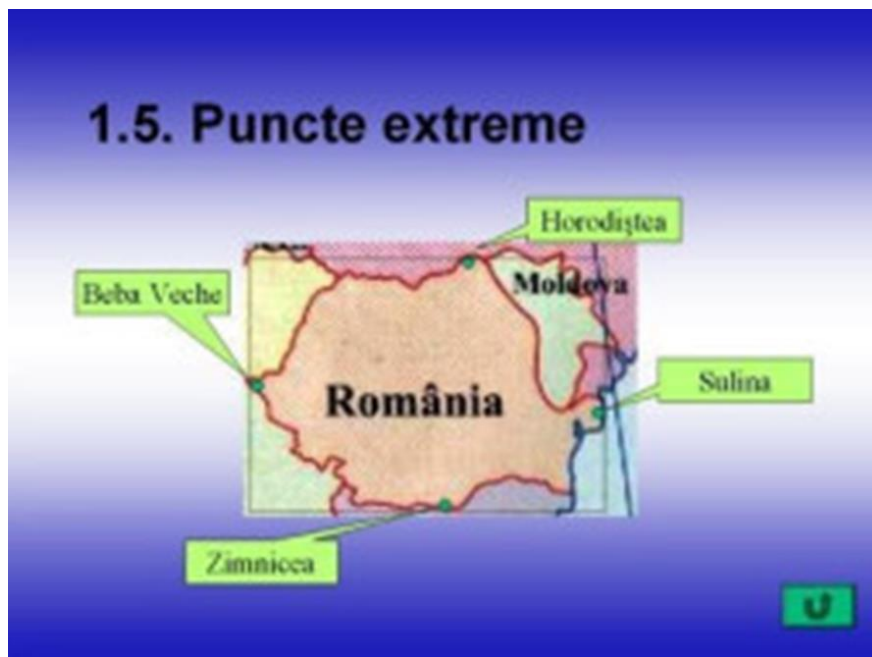 1.5. Puncte extreme
Horodiştea
Beba Veche
Moldova
România
Sulina
Zimnicea